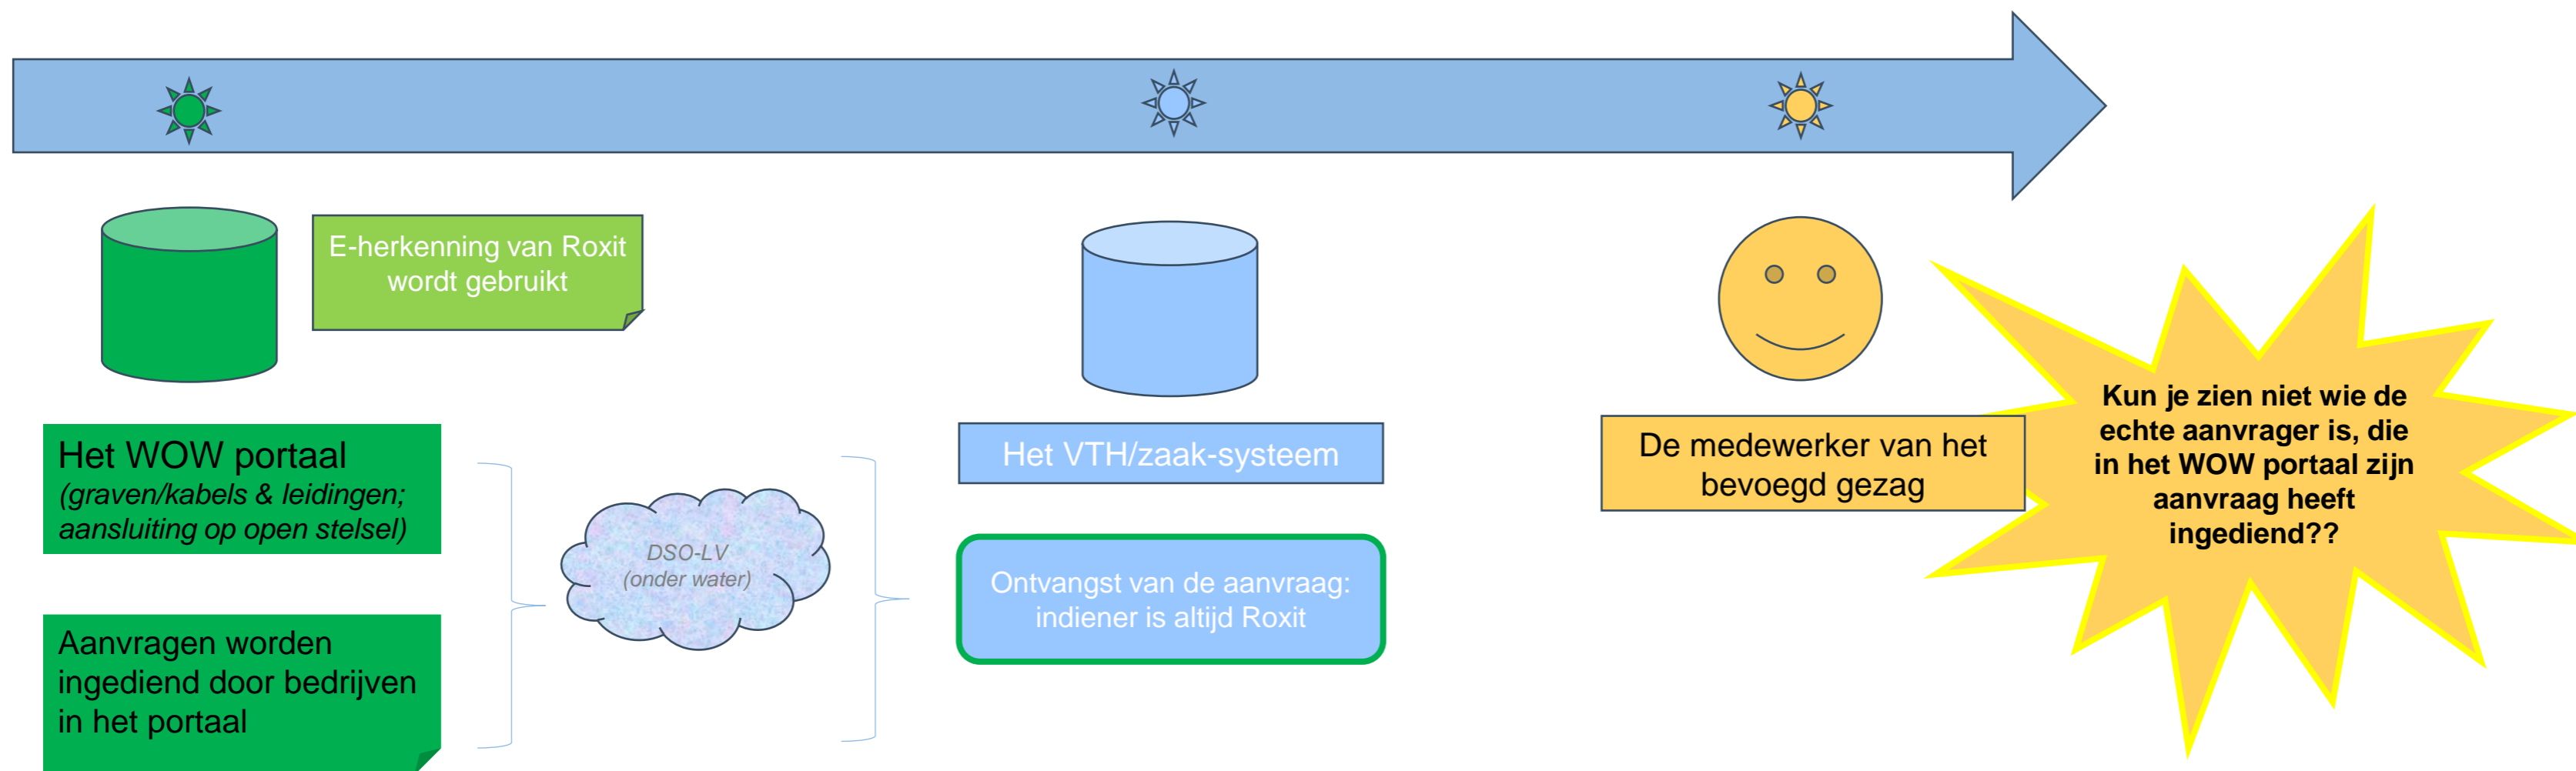 E-herkenning van Roxit
wordt gebruikt
Het WOW portaal
(graven/kabels & leidingen;
aansluiting op open stelsel)
Aanvragen worden
ingediend door bedrijven
in het portaal
DSO-LV
(onder water)
Het VTH/zaak-systeem
Ontvangst van de aanvraag:
indiener is altijd Roxit
De medewerker van het
bevoegd gezag
Kun je zien niet wie de
echte aanvrager is, die
in het WOW portaal zijn
aanvraag heeft
ingediend??